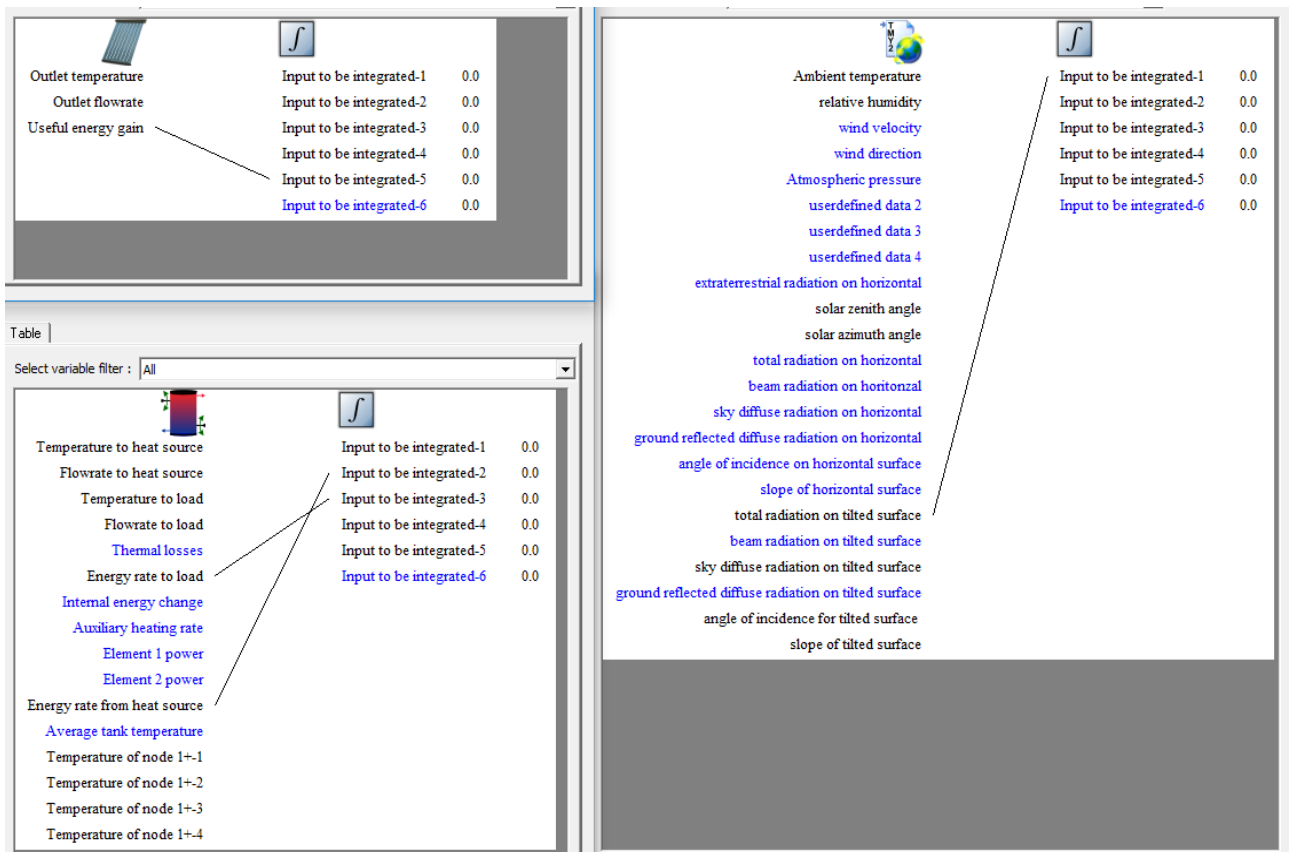 ∫
Outlet temperature Input to be integrated-1 0.0
Outlet flowrate Input to be integrated-2 0.0
Useful energy gain Input to be integrated-3 0.0
Input to be integrated-4 0.0
Input to be integrated-5 0.0
Input to be integrated-6 0.0
Table
Select variable filter : All
∫
Temperature to heat source Input to be integrated-1 0.0
Flowrate to heat source Input to be integrated-2 0.0
Temperature to load Input to be integrated-3 0.0
Flowrate to load Input to be integrated-4 0.0
Thermal losses Input to be integrated-5 0.0
Energy rate to load Input to be integrated-6 0.0
Internal energy change
Auxiliary heating rate
Element 1 power
Element 2 power
Energy rate from heat source
Average tank temperature
Temperature of node 1+-1
Temperature of node 1+-2
Temperature of node 1+-3
Temperature of node 1+-4
TMY2 ∫
Ambient temperature Input to be integrated-1 0.0
relative humidity Input to be integrated-2 0.0
wind velocity Input to be integrated-3 0.0
wind direction Input to be integrated-4 0.0
Atmospheric pressure Input to be integrated-5 0.0
userdefined data 2 Input to be integrated-6 0.0
userdefined data 3
userdefined data 4
extraterrestrial radiation on horizontal
solar zenith angle
solar azimuth angle
total radiation on horizontal
beam radiation on horitonzal
sky diffuse radiation on horizontal
ground reflected diffuse radiation on horizontal
angle of incidence on horizontal surface
slope of horizontal surface
total radiation on tilted surface
beam radiation on tilted surface
sky diffuse radiation on tilted surface
ground reflected diffuse radiation on tilted surface
angle of incidence for tilted surface
slope of tilted surface